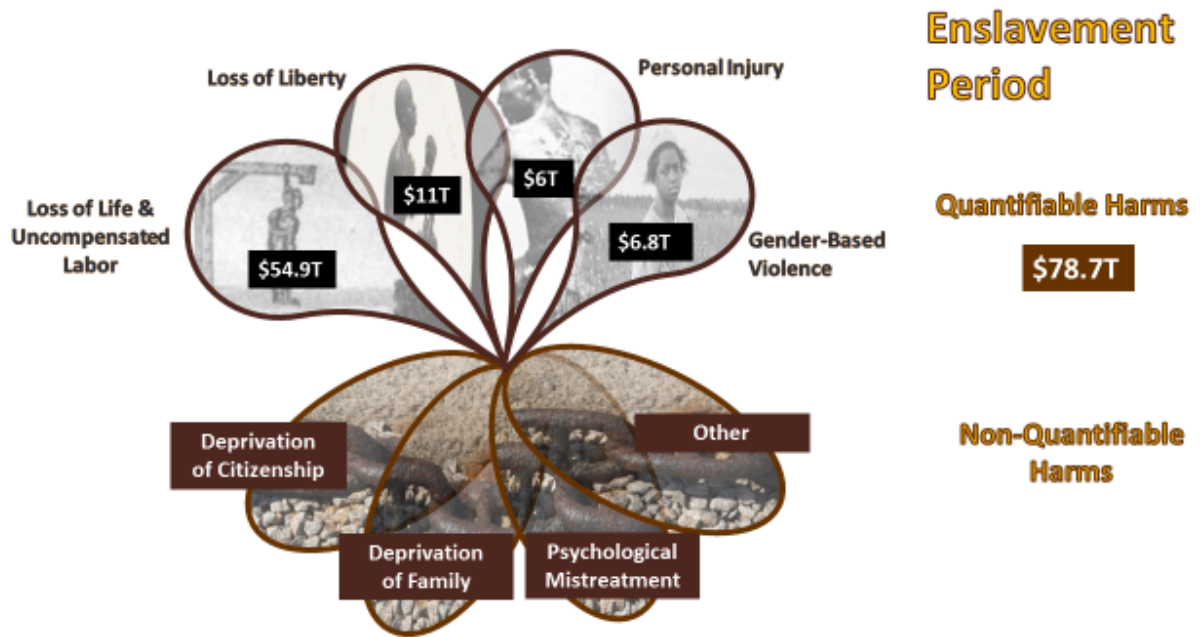 Enslavement
Period
Loss of Liberty
Personal Injury
$11T
$6T
Loss of Life &
Uncompensated
Labor
$54.9T
$6.8T
Gender-Based
Violence
Quantifiable Harms
$78.7T
Deprivation
of Citizenship
Other
Non-Quantifiable
Harms
Deprivation
of Family
Psychological
Mistreatment